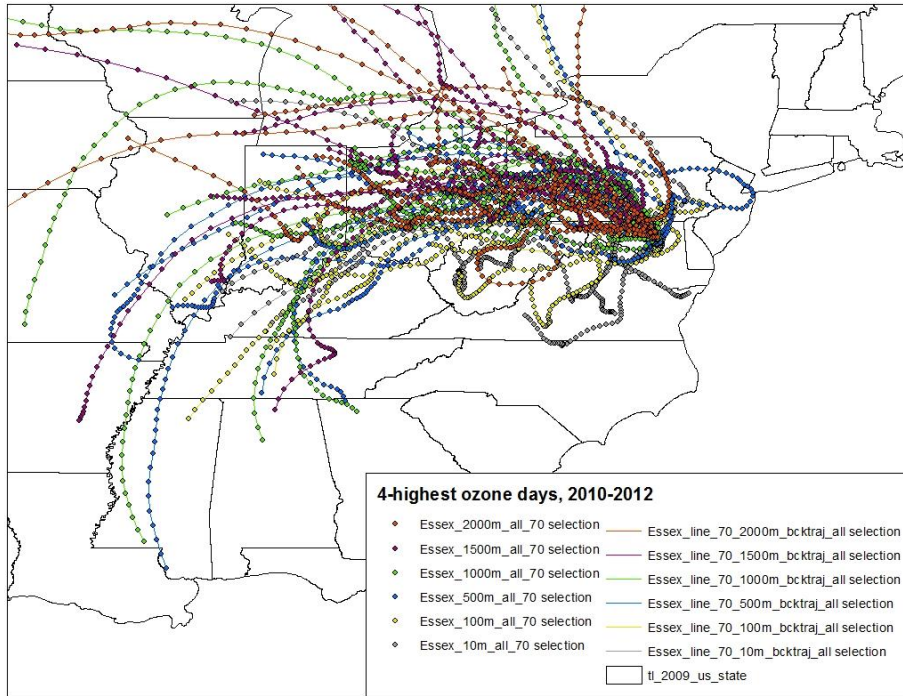 4-highest ozone days, 2010-2012
Essex_2000m_all_70 selection
Essex_1500m_all_70 selection
Essex_1000m_all_70 selection
Essex_500m_all_70 selection
Essex_100m_all_70 selection
Essex_10m_all_70 selection
Essex_line_70_2000m_bcktraj_all selection
Essex_line_70_1500m_bcktraj_all selection
Essex_line_70_1000m_bcktraj_all selection
Essex_line_70_500m_bcktraj_all selection
Essex_line_70_100m_bcktraj_all selection
Essex_line_70_10m_bcktraj_all selection
tl_2009_us_state